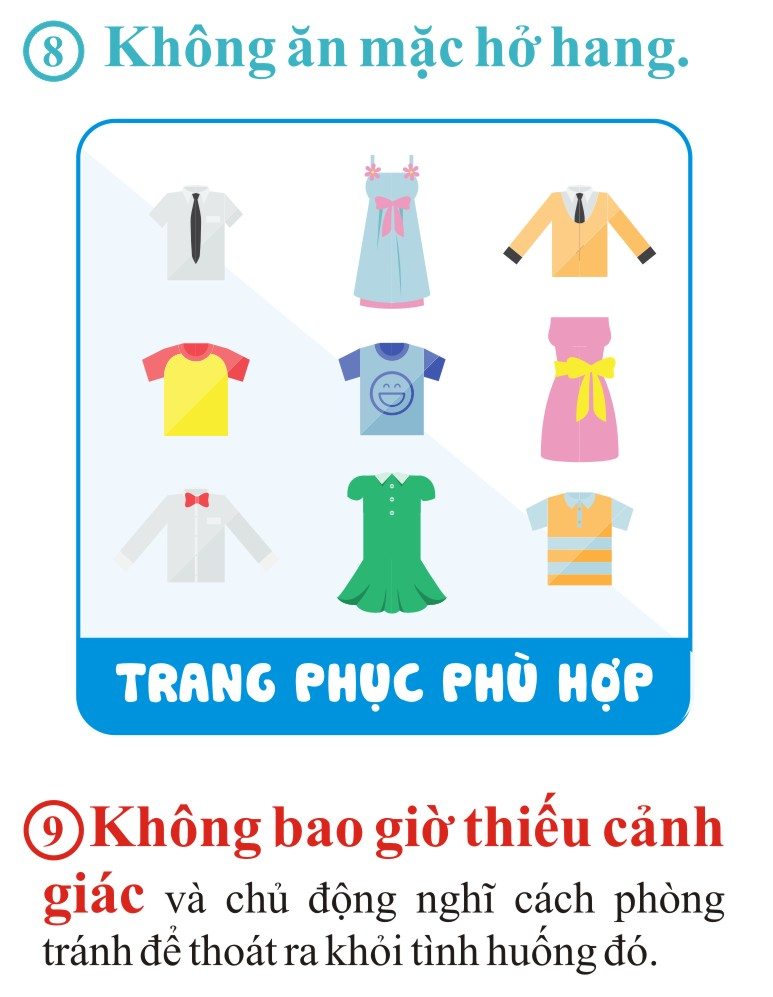 8 Không ăn mặc hở hang.
TRANG PHỤC PHÙ HỢP
9 Không bao giờ thiếu cảnh
giác và chủ động nghĩ cách phòng
tránh để thoát ra khỏi tình huống đó.